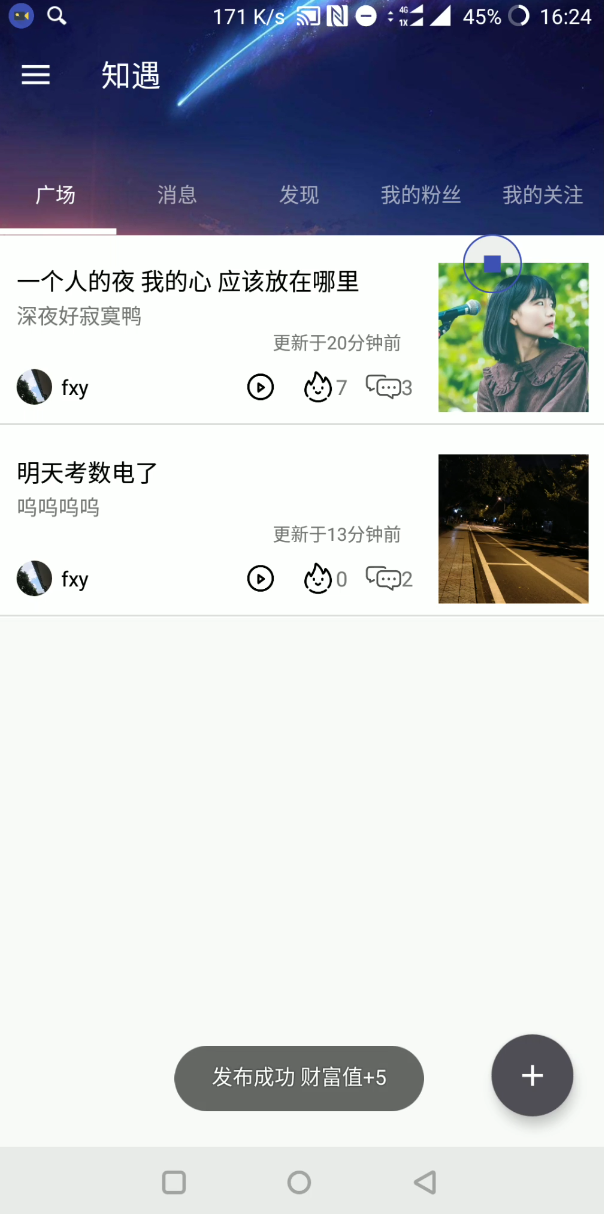 171 K/s 4G 1X 45% 16:24
知遇
广场 消息 发现 我的粉丝 我的关注
一个人的夜 我的心 应该放在哪里
深夜好寂寞鸭
更新于20分钟前
fxy 7 3
明天考数电了
呜呜呜呜
更新于13分钟前
fxy 0 2
发布成功 财富值+5